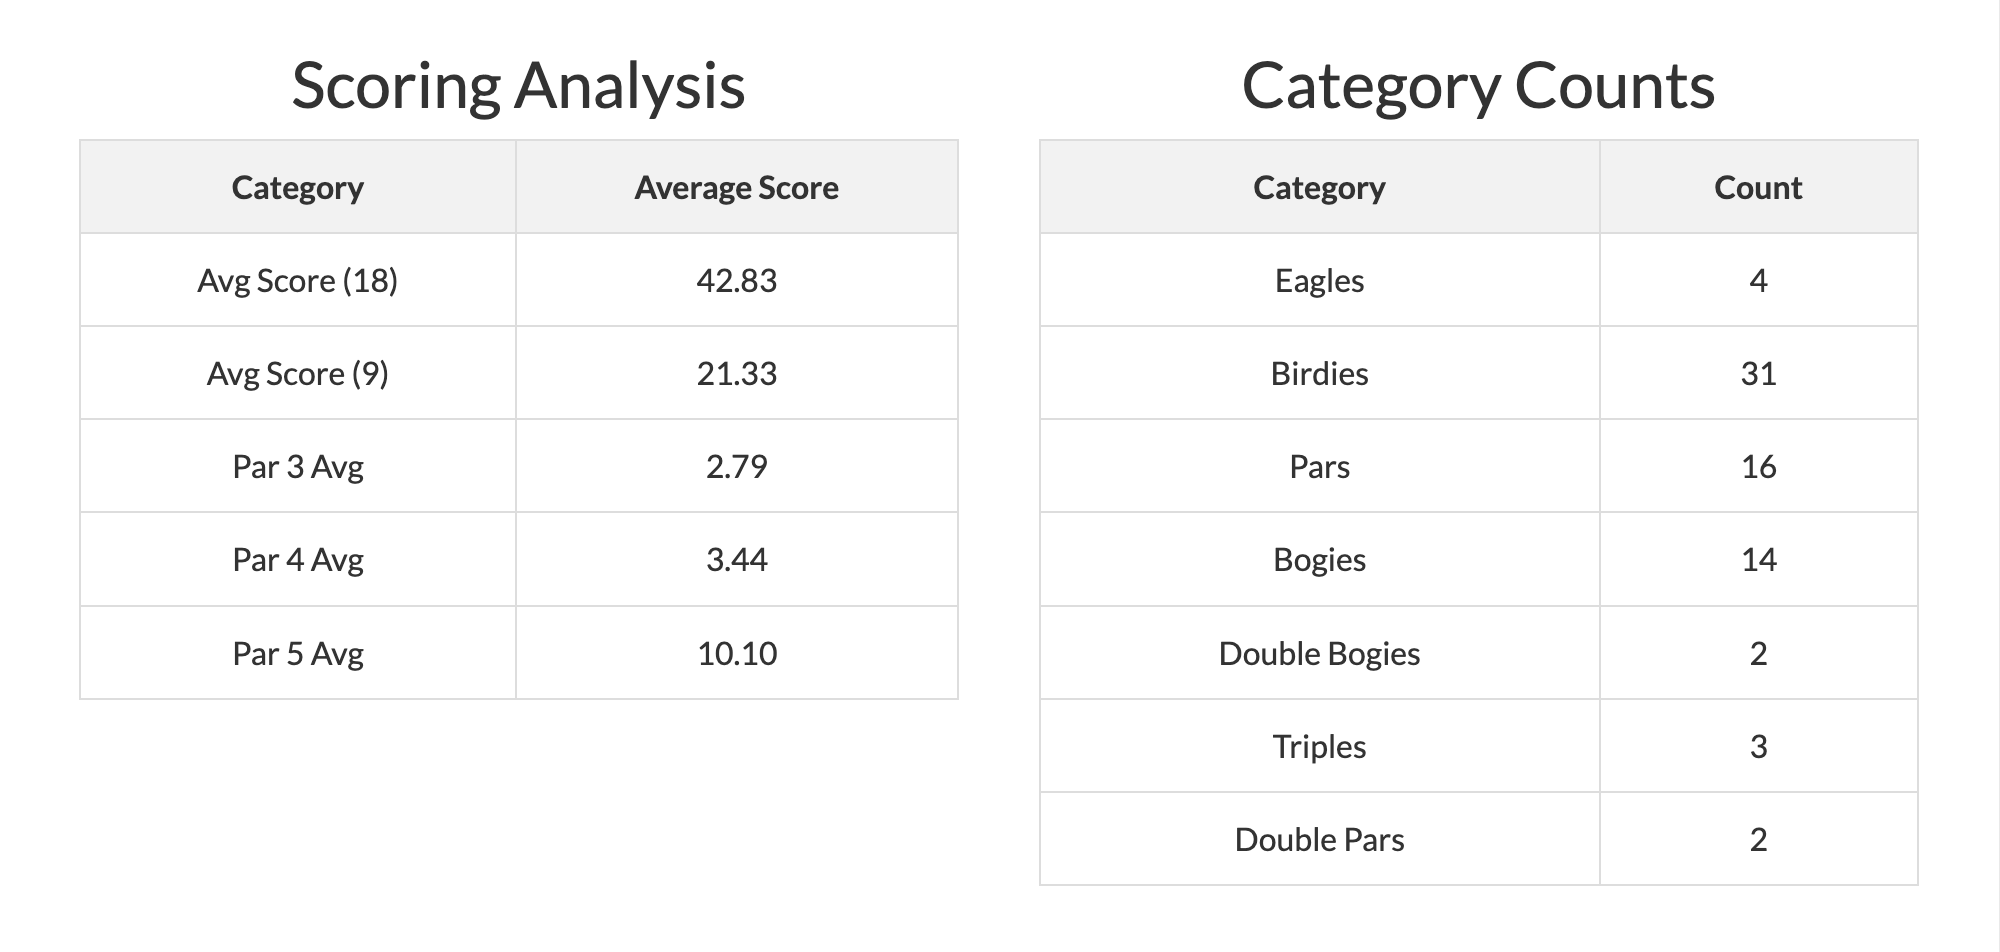 Scoring Analysis
Category Average Score
Avg Score (18) 42.83
Avg Score (9) 21.33
Par 3 Avg 2.79
Par 4 Avg 3.44
Par 5 Avg 10.10
Category Counts
Category Count
Eagles 4
Birdies 31
Pars 16
Bogies 14
Double Bogies 2
Triples 3
Double Pars 2